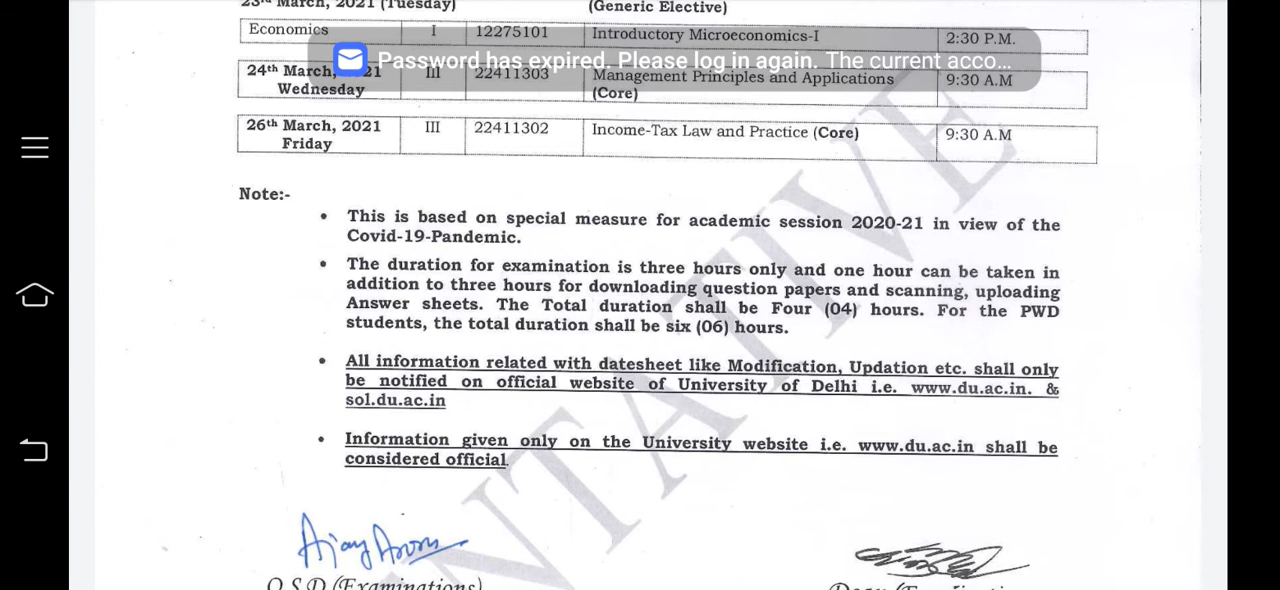 23rd March, 2021 (Tuesday) (Generic Elective)
Economics I 12275101 Introductory Microeconomics-I 2:30 P.M.
Password has expired. Please log in again. The current acco...
24th March, 2021 III 22411303 Management Principles and Applications 9:30 A.M
Wednesday (Core)
26th March, 2021 III 22411302 Income-Tax Law and Practice (Core) 9:30 A.M
Friday
Note:-
• This is based on special measure for academic session 2020-21 in view of the
Covid-19-Pandemic.
• The duration for examination is three hours only and one hour can be taken in
addition to three hours for downloading question papers and scanning, uploading
Answer sheets. The Total duration shall be Four (04) hours. For the PWD
students, the total duration shall be six (06) hours.
• All information related with datesheet like Modification, Updation etc. shall only
be notified on official website of University of Delhi i.e. www.du.ac.in. &
sol.du.ac.in
• Information given only on the University website i.e. www.du.ac.in shall be
considered official.
NTATIVE
Ajay Arora
O.S.D (Examinations)